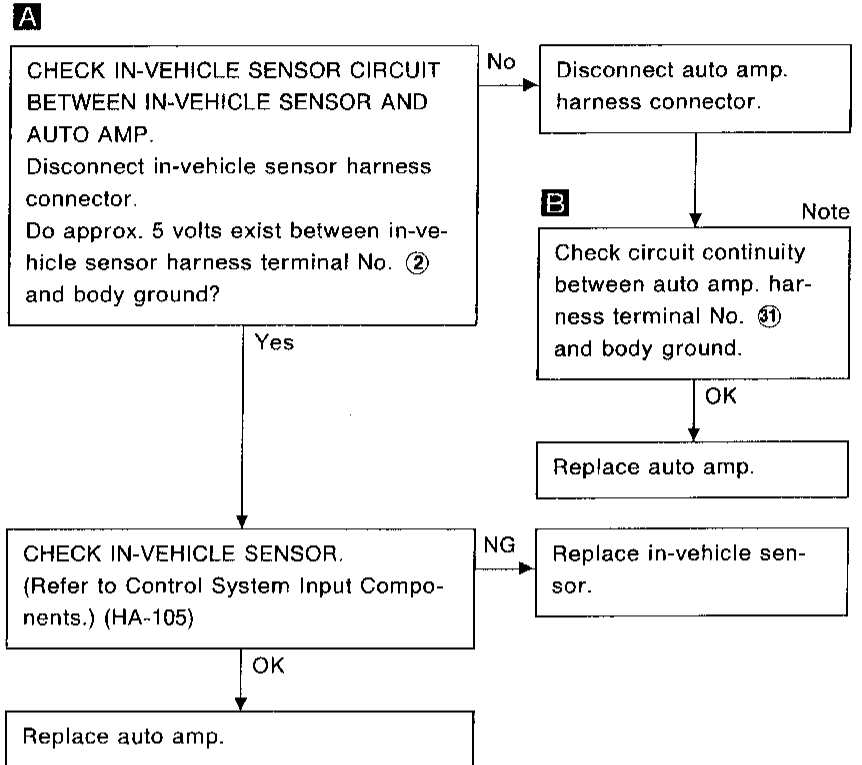 A
CHECK IN-VEHICLE SENSOR CIRCUIT
BETWEEN IN-VEHICLE SENSOR AND
AUTO AMP.
Disconnect in-vehicle sensor harness
connector.
Do approx. 5 volts exist between in-ve-
hicle sensor harness terminal No. ②
and body ground?
No
Disconnect auto amp.
harness connector.
B
Note
Check circuit continuity
between auto amp. har-
ness terminal No. ㉛
and body ground.
OK
Replace auto amp.
Yes
CHECK IN-VEHICLE SENSOR.
(Refer to Control System Input Compo-
nents.) (HA-105)
NG
Replace in-vehicle sen-
sor.
OK
Replace auto amp.